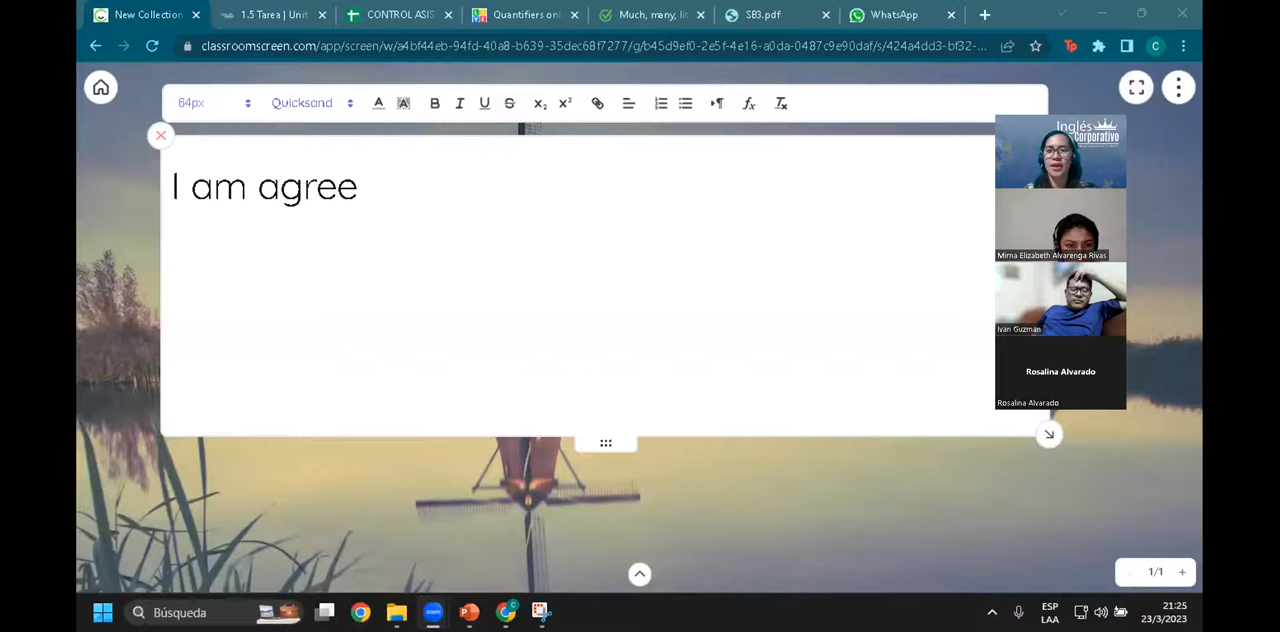 New Collection
1.5 Tarea | Unit
CONTROL ASIS
Quantifiers onl
Much, many, lit
SB3.pdf
WhatsApp
classroomscreen.com/app/screen/w/a4bf44eb-94fd-40a8-b639-35dec68f7277/g/b45d9ef0-2e5f-4e16-a0da-0487c9e90daf/s/424a4dd3-bf32-...
C
64px
Quicksand
I am agree
Inglés
Corporativo
Mirna Elizabeth Alvarenga Rivas
Ivan Guzman
Rosalina Alvarado
Rosalina Alvarado
1/1
Búsqueda
zoom
ESP
LAA
21:25
23/3/2023